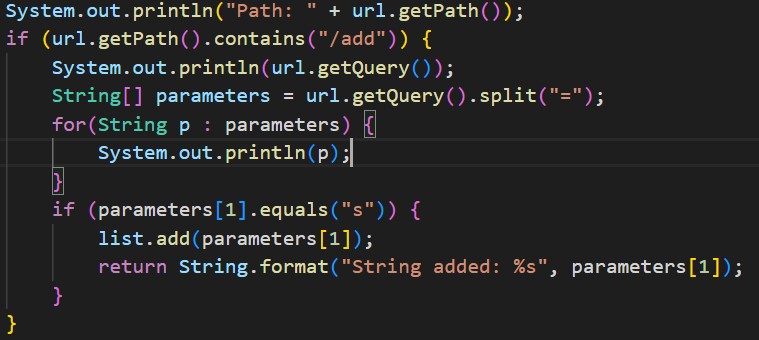 System.out.println("Path: " + url.getPath());
if (url.getPath().contains("/add")) {
    System.out.println(url.getQuery());
    String[] parameters = url.getQuery().split("=");
    for(String p : parameters) {
        System.out.println(p);
    }
    if (parameters[1].equals("s")) {
        list.add(parameters[1]);
        return String.format("String added: %s", parameters[1]);
    }
}